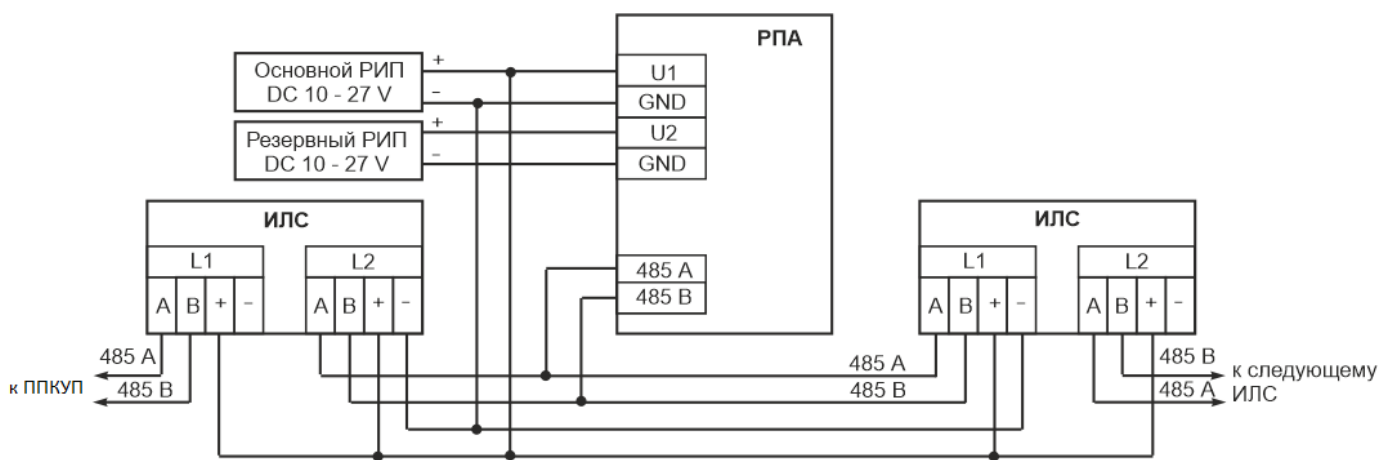 РПА
Основной РИП
DC 10 - 27 V
+
−
U1
GND
Резервный РИП
DC 10 - 27 V
+
−
U2
GND
485 A
485 B
ИЛС
L1
L2
A B + −
A B + −
ИЛС
L1
L2
A B + −
A B + −
485 A
485 B
к ППКУП
485 A
485 B
485 B
485 A
к следующему
ИЛС